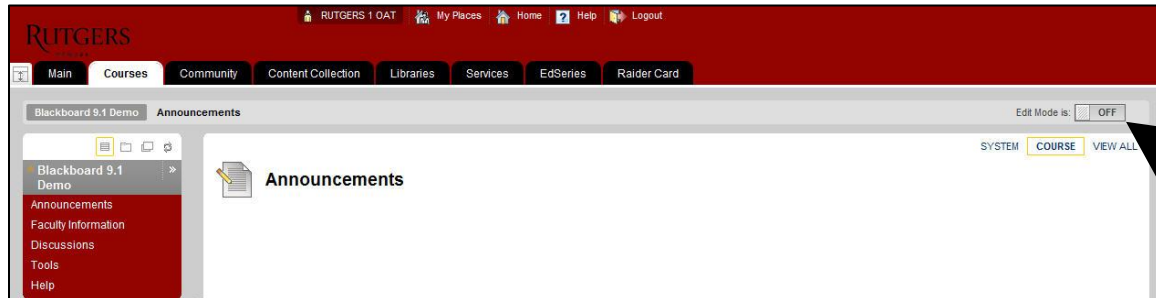 RUTGERS 1 OAT My Places Home ? Help Logout
RUTGERS
Main Courses Community Content Collection Libraries Services EdSeries Raider Card
Blackboard 9.1 Demo Announcements Edit Mode is: OFF
SYSTEM COURSE VIEW ALL
Blackboard 9.1 »
Demo
Announcements
Announcements
Faculty Information
Discussions
Tools
Help